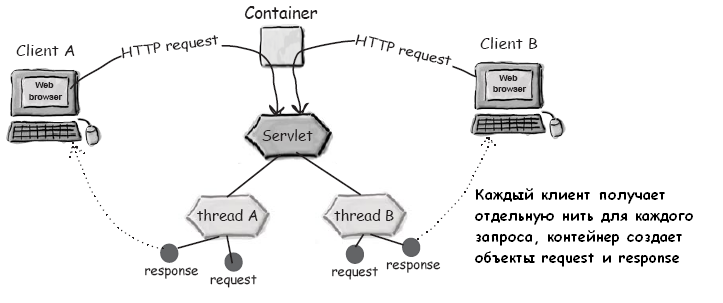 Container
Client A
HTTP request
HTTP request
Client B
Web
browser
Web
browser
Servlet
thread A
thread B
response
request
request
response
Каждый клиент получает
отдельную нить для каждого
запроса, контейнер создает
объекты request и response